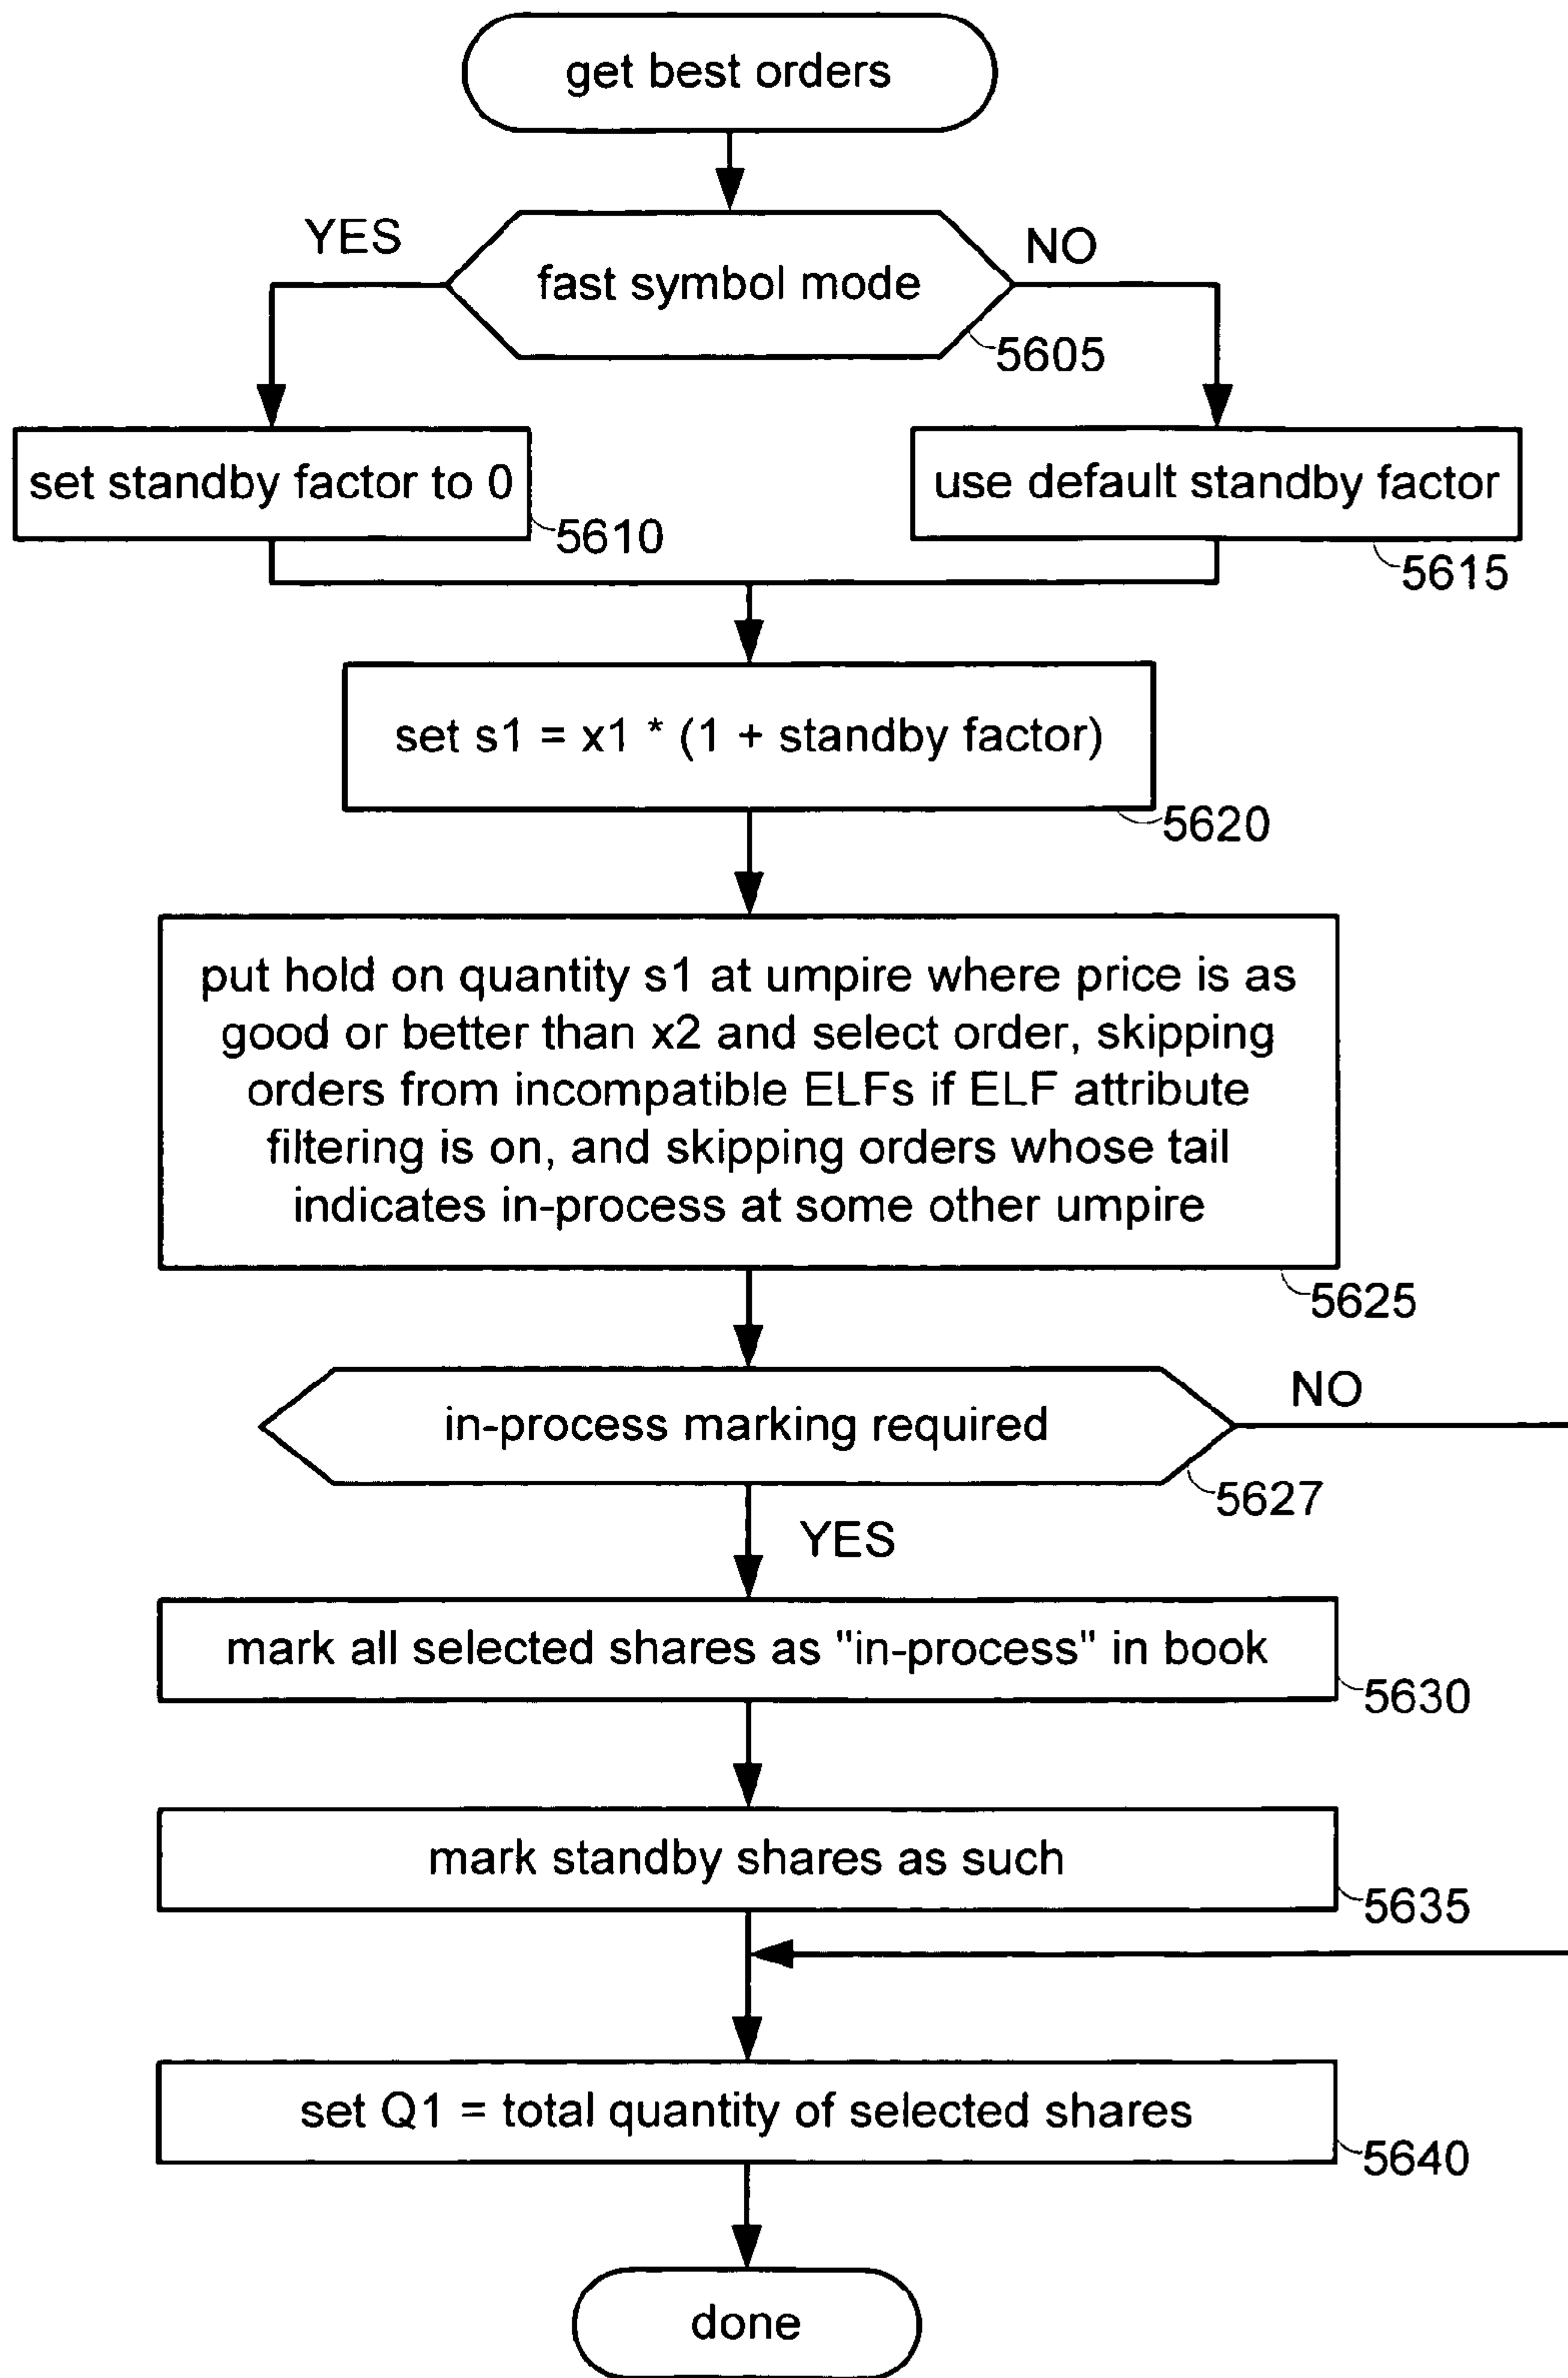 get best orders
YES
NO
fast symbol mode
5605
set standby factor to 0
use default standby factor
5610
5615
set s1 = x1 * (1 + standby factor)
5620
put hold on quantity s1 at umpire where price is as
good or better than x2 and select order, skipping
orders from incompatible ELFs if ELF attribute
filtering is on, and skipping orders whose tail
indicates in-process at some other umpire
5625
NO
in-process marking required
5627
YES
mark all selected shares as "in-process" in book
5630
mark standby shares as such
5635
set Q1 = total quantity of selected shares
5640
done